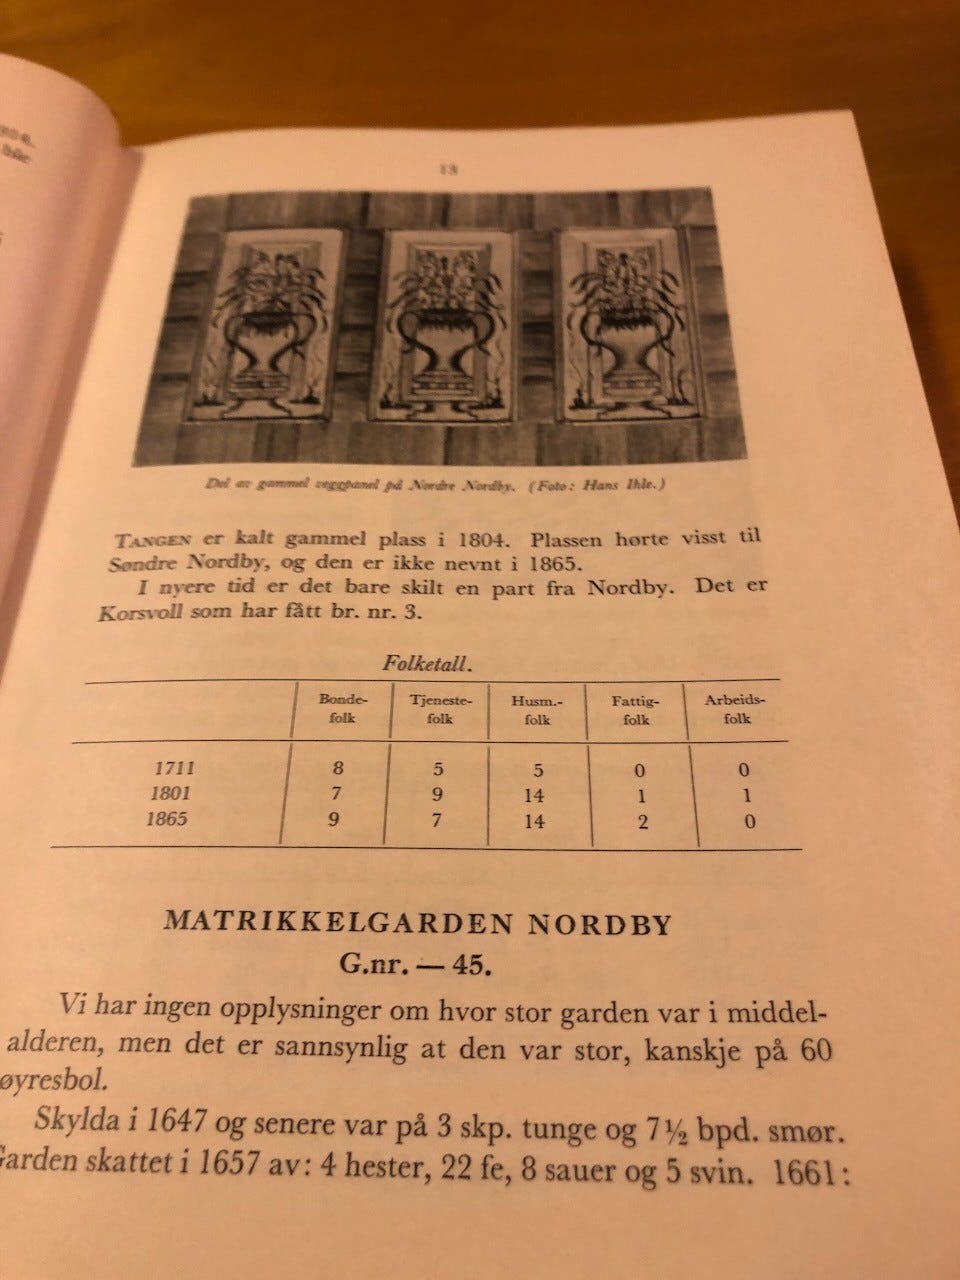 13
Del av gammel veggpanel på Nordre Nordby. (Foto: Hans Ihle.)
TANGEN er kalt gammel plass i 1804. Plassen hørte visst til
Søndre Nordby, og den er ikke nevnt i 1865.
I nyere tid er det bare skilt en part fra Nordby. Det er
Korsvoll som har fått br. nr. 3.
Folketall.
Bonde- Tjeneste- Husm.- Fattig- Arbeids-
folk folk folk folk folk
1711 8 5 5 0 0
1801 7 9 14 1 1
1865 9 7 14 2 0
MATRIKKELGARDEN NORDBY
G.nr. — 45.
Vi har ingen opplysninger om hvor stor garden var i middel-
alderen, men det er sannsynlig at den var stor, kanskje på 60
øyresbol.
Skylda i 1647 og senere var på 3 skp. tunge og 7½ bpd. smør.
Garden skattet i 1657 av: 4 hester, 22 fe, 8 sauer og 5 svin. 1661: